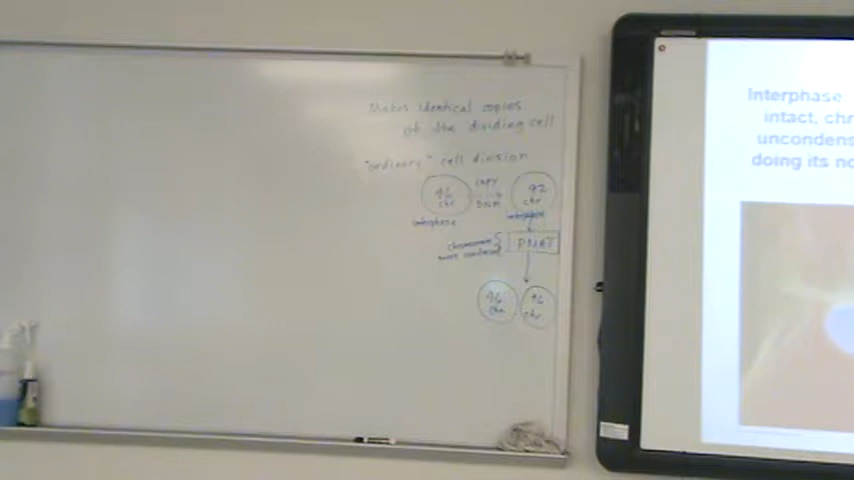 Makes identical copies
of the dividing cell
"ordinary" cell division
46
chr
COPY
DNA
92
chr
interphase
interphase
chromosomes
more condensed
PMAT
46
chr
46
chr
Interphase
intact, chr
uncondens
doing its no